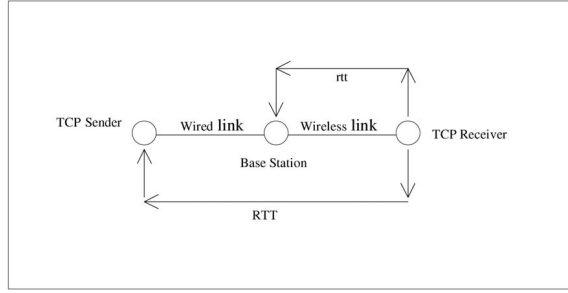 rtt
TCP Sender
Wired link
Wireless link
TCP Receiver
Base Station
RTT